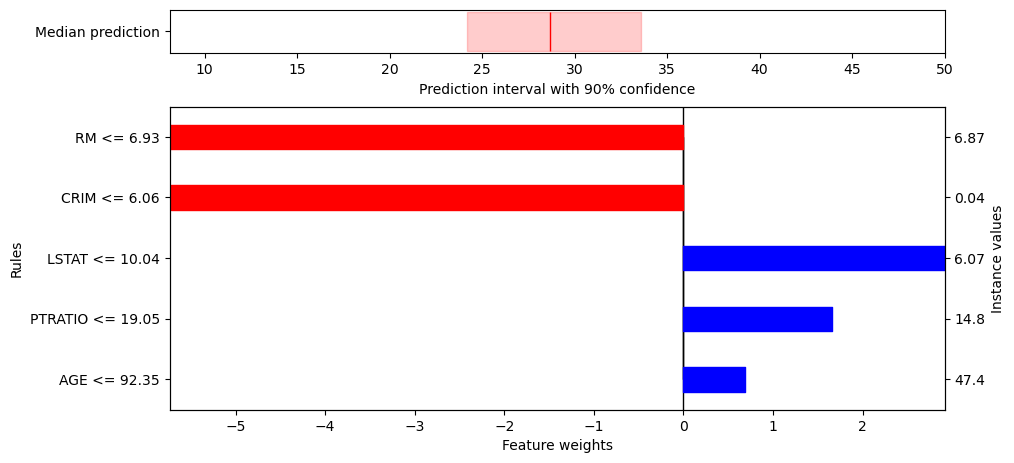 Median prediction
10 15 20 25 30 35 40 45 50
Prediction interval with 90% confidence
RM <= 6.93 6.87
CRIM <= 6.06 0.04
LSTAT <= 10.04 6.07
PTRATIO <= 19.05 14.8
AGE <= 92.35 47.4
Rules
Instance values
−5 −4 −3 −2 −1 0 1 2
Feature weights